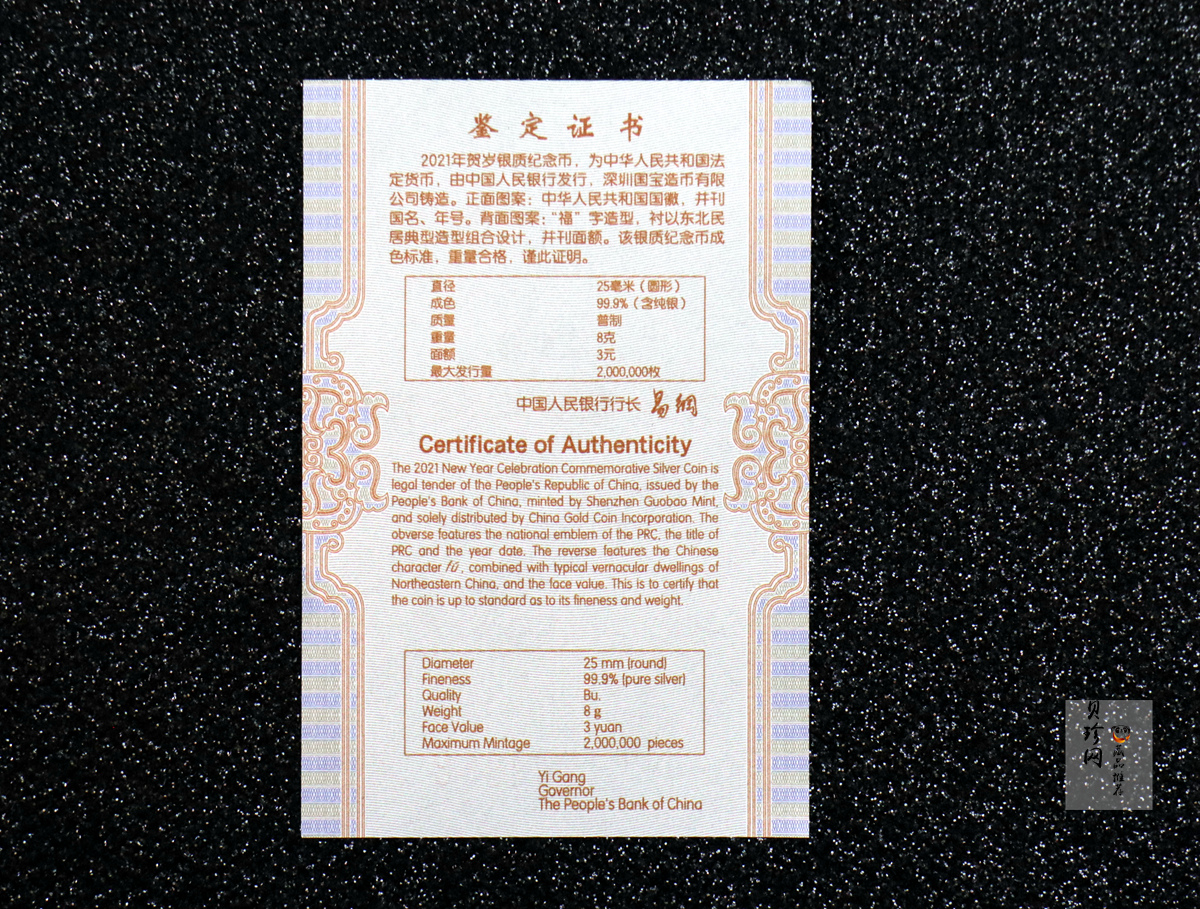 鉴定证书
2021年贺岁银质纪念币，为中华人民共和国法
定货币，由中国人民银行发行，深圳国宝造币有限
公司铸造。正面图案：中华人民共和国国徽，并刊
国名、年号。背面图案：“福”字造型，衬以东北民
居典型造型组合设计，并刊面额。该银质纪念币成
色标准，重量合格，谨此证明。
直径 25毫米（圆形）
成色 99.9%（含纯银）
质量 普制
重量 8克
面额 3元
最大发行量 2,000,000枚
中国人民银行行长 易纲
Certificate of Authenticity
The 2021 New Year Celebration Commemorative Silver Coin is
legal tender of the People's Republic of China, issued by the
People's Bank of China, minted by Shenzhen Guobao Mint,
and solely distributed by China Gold Coin Incorporation. The
obverse features the national emblem of the PRC, the title of
PRC and the year date. The reverse features the Chinese
character fú, combined with typical vernacular dwellings of
Northeastern China, and the face value. This is to certify that
the coin is up to standard as to its fineness and weight.
Diameter 25 mm (round)
Fineness 99.9% (pure silver)
Quality Bu.
Weight 8 g
Face Value 3 yuan
Maximum Mintage 2,000,000 pieces
Yi Gang
Governor
The People's Bank of China
贝珍网
藏品推荐